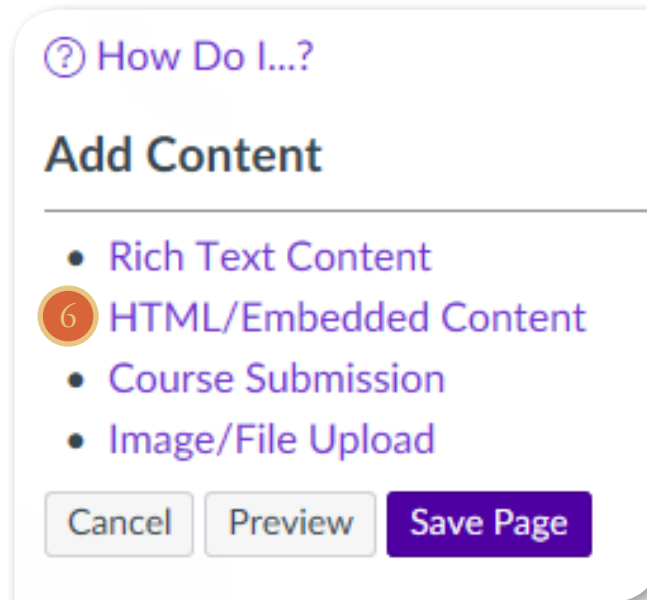 ? How Do I...?
Add Content
• Rich Text Content
6 HTML/Embedded Content
• Course Submission
• Image/File Upload
Cancel Preview Save Page